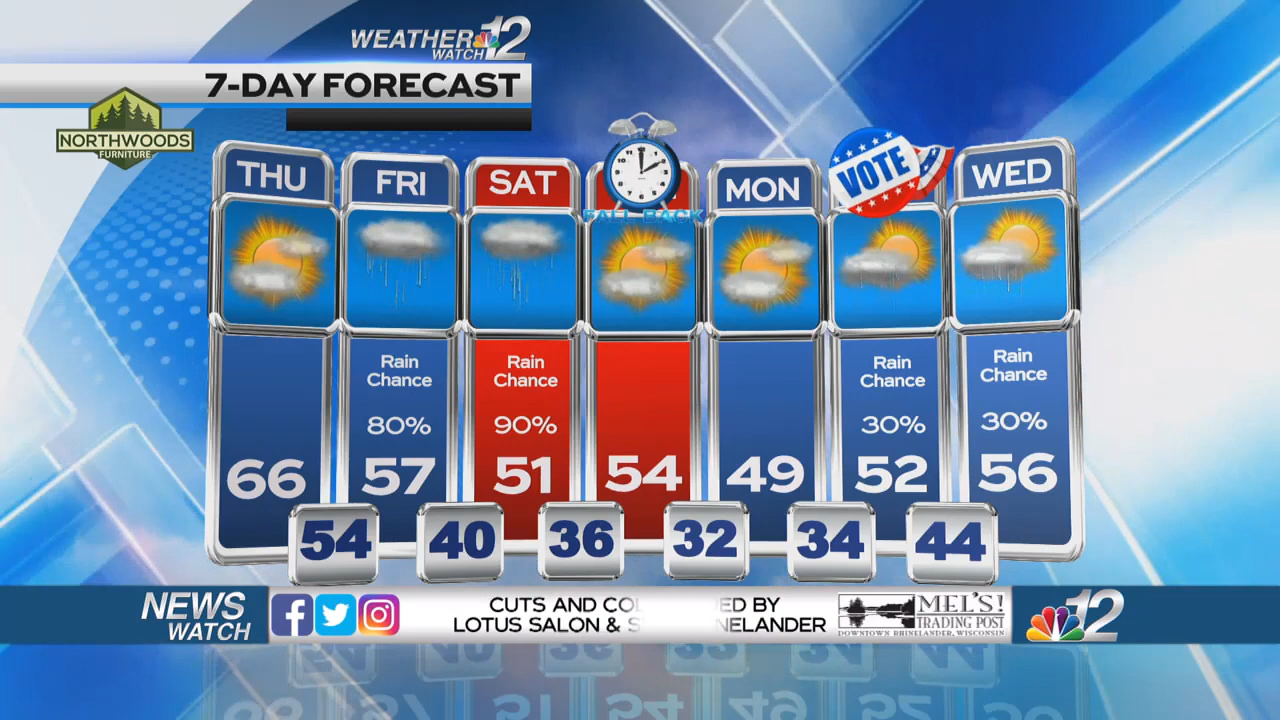 WEATHER
WATCH 12
7-DAY FORECAST
NORTHWOODS
FURNITURE
THU
FRI
SAT
FALL BACK
MON
VOTE
WED
Rain
Chance
80%
Rain
Chance
90%
Rain
Chance
30%
Rain
Chance
30%
66
57
51
54
49
52
56
54
40
36
32
34
44
NEWS
WATCH
CUTS AND ED BY
LOTUS SALON &
MEL'S!
TRADING POST
DOWNTOWN RHINELANDER, WISCONSIN
12